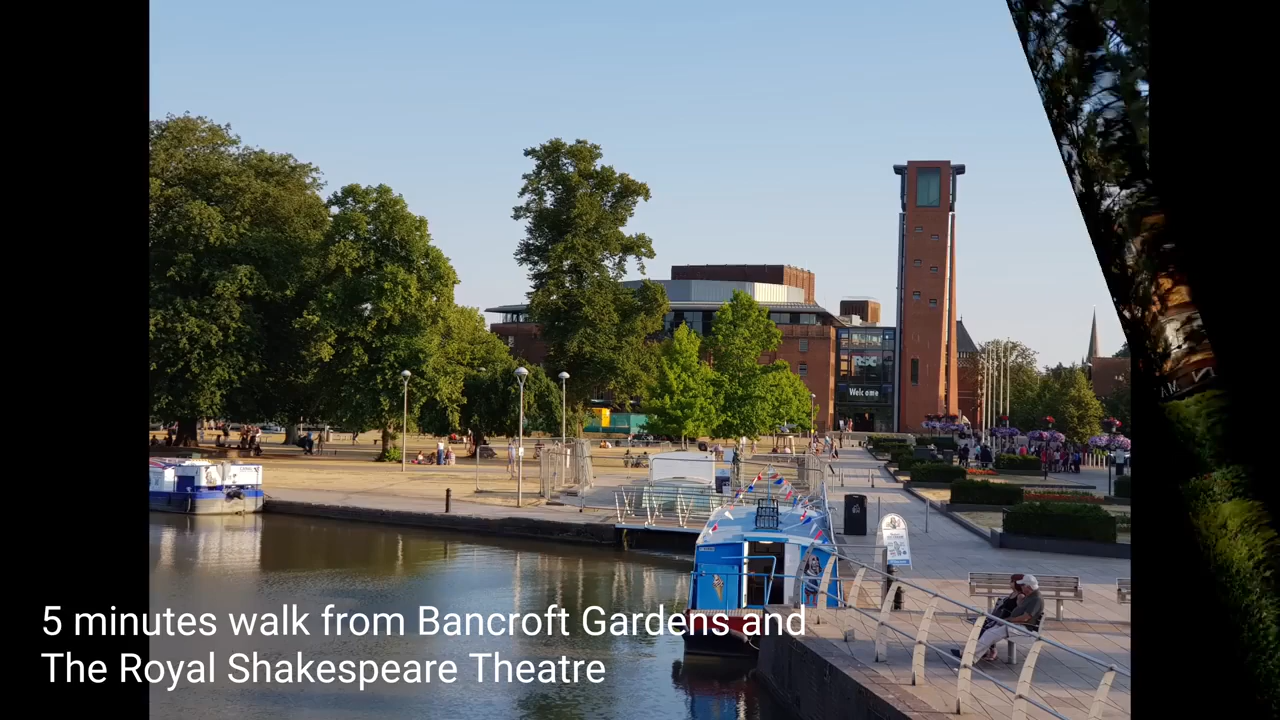 RSC
Welcome
5 minutes walk from Bancroft Gardens and
The Royal Shakespeare Theatre